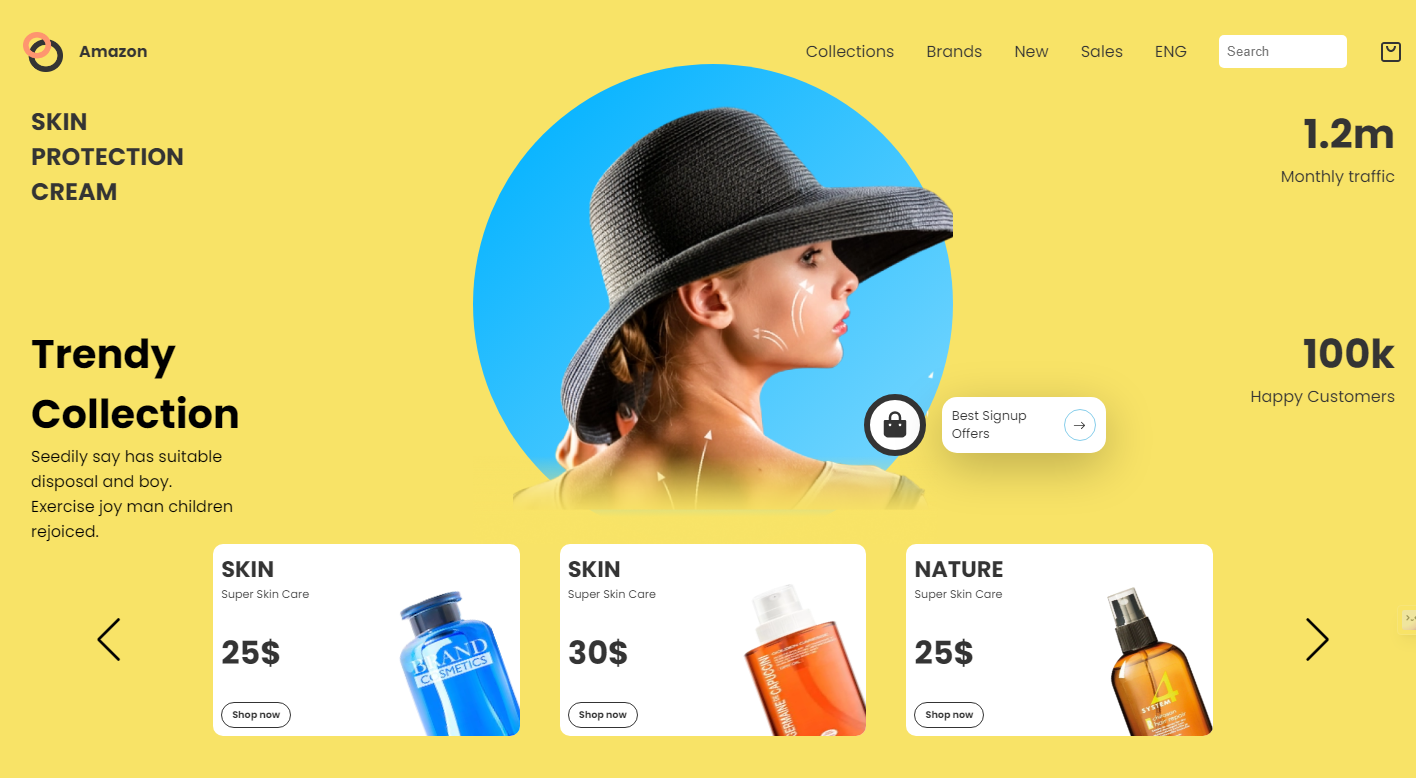 Amazon
Collections
Brands
New
Sales
ENG
Search
SKIN
PROTECTION
CREAM
1.2m
Monthly traffic
Trendy
Collection
Seedily say has suitable
disposal and boy.
Exercise joy man children
rejoiced.
100k
Happy Customers
Best Signup
Offers
SKIN
Super Skin Care
25$
Shop now
BRAND
COSMETICS
SKIN
Super Skin Care
30$
Shop now
GERMAINE DE CAPUCCINI
NATURE
Super Skin Care
25$
Shop now
4
SYSTEM
hair repair